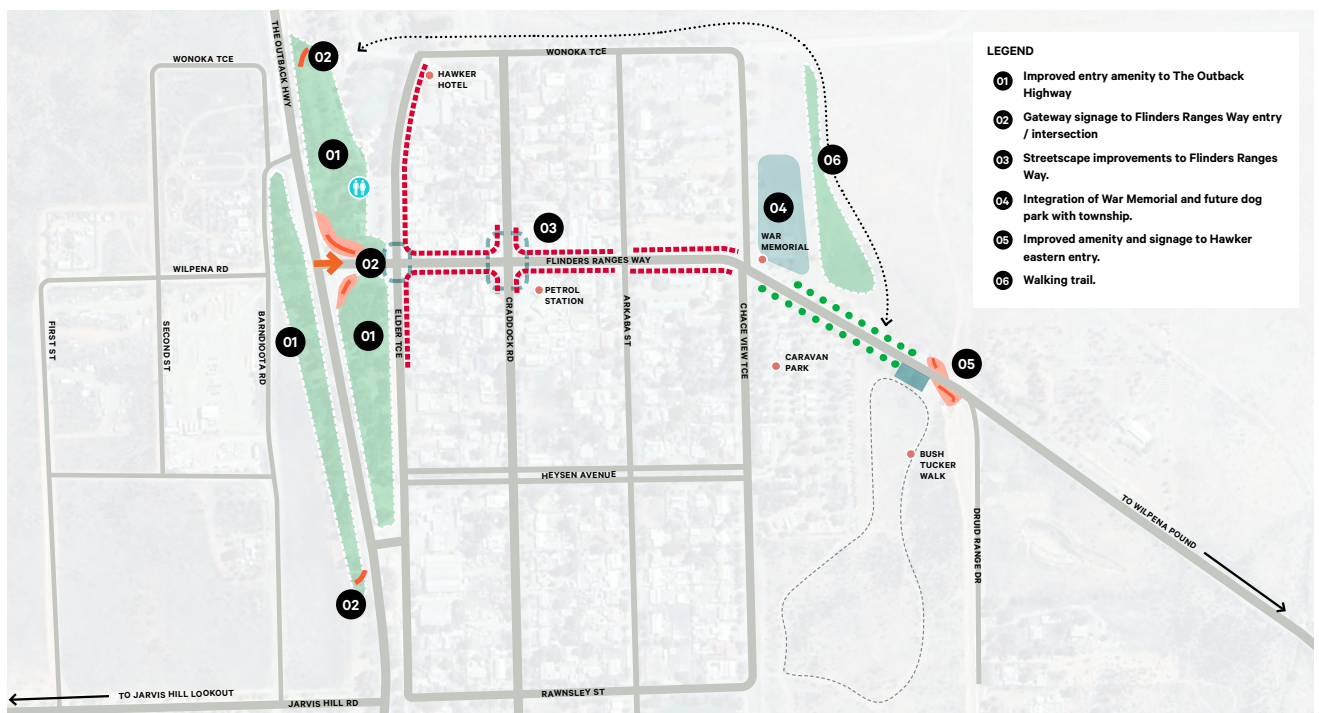 LEGEND
01
Improved entry amenity to The Outback
Highway
02
Gateway signage to Flinders Ranges Way entry
/ intersection
03
Streetscape improvements to Flinders Ranges
Way.
04
Integration of War Memorial and future dog
park with township.
05
Improved amenity and signage to Hawker
eastern entry.
06
Walking trail.
THE OUTBACK HWY
02
WONOKA TCE
WONOKA TCE
HAWKER
HOTEL
01
06
04
03
WAR
MEMORIAL
02
FLINDERS RANGES WAY
WILPENA RD
PETROL
STATION
FIRST ST
SECOND ST
BARNDIOOTA RD
01
01
ELDER TCE
CRADDOCK RD
ARKABA ST
CHACE VIEW TCE
CARAVAN
PARK
05
BUSH
TUCKER
WALK
HEYSEN AVENUE
TO WILPENA POUND
DRUID RANGE DR
02
TO JARVIS HILL LOOKOUT
JARVIS HILL RD
RAWNSLEY ST